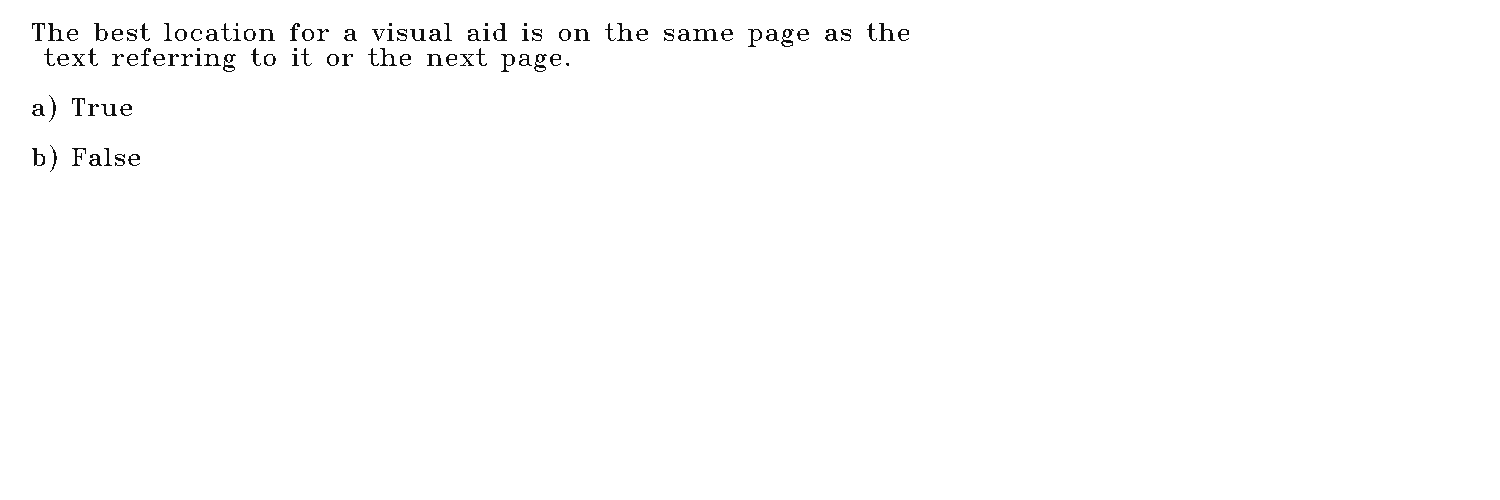 The best location for a visual aid is on the same page as the
text referring to it or the next page.
a) True
b) False